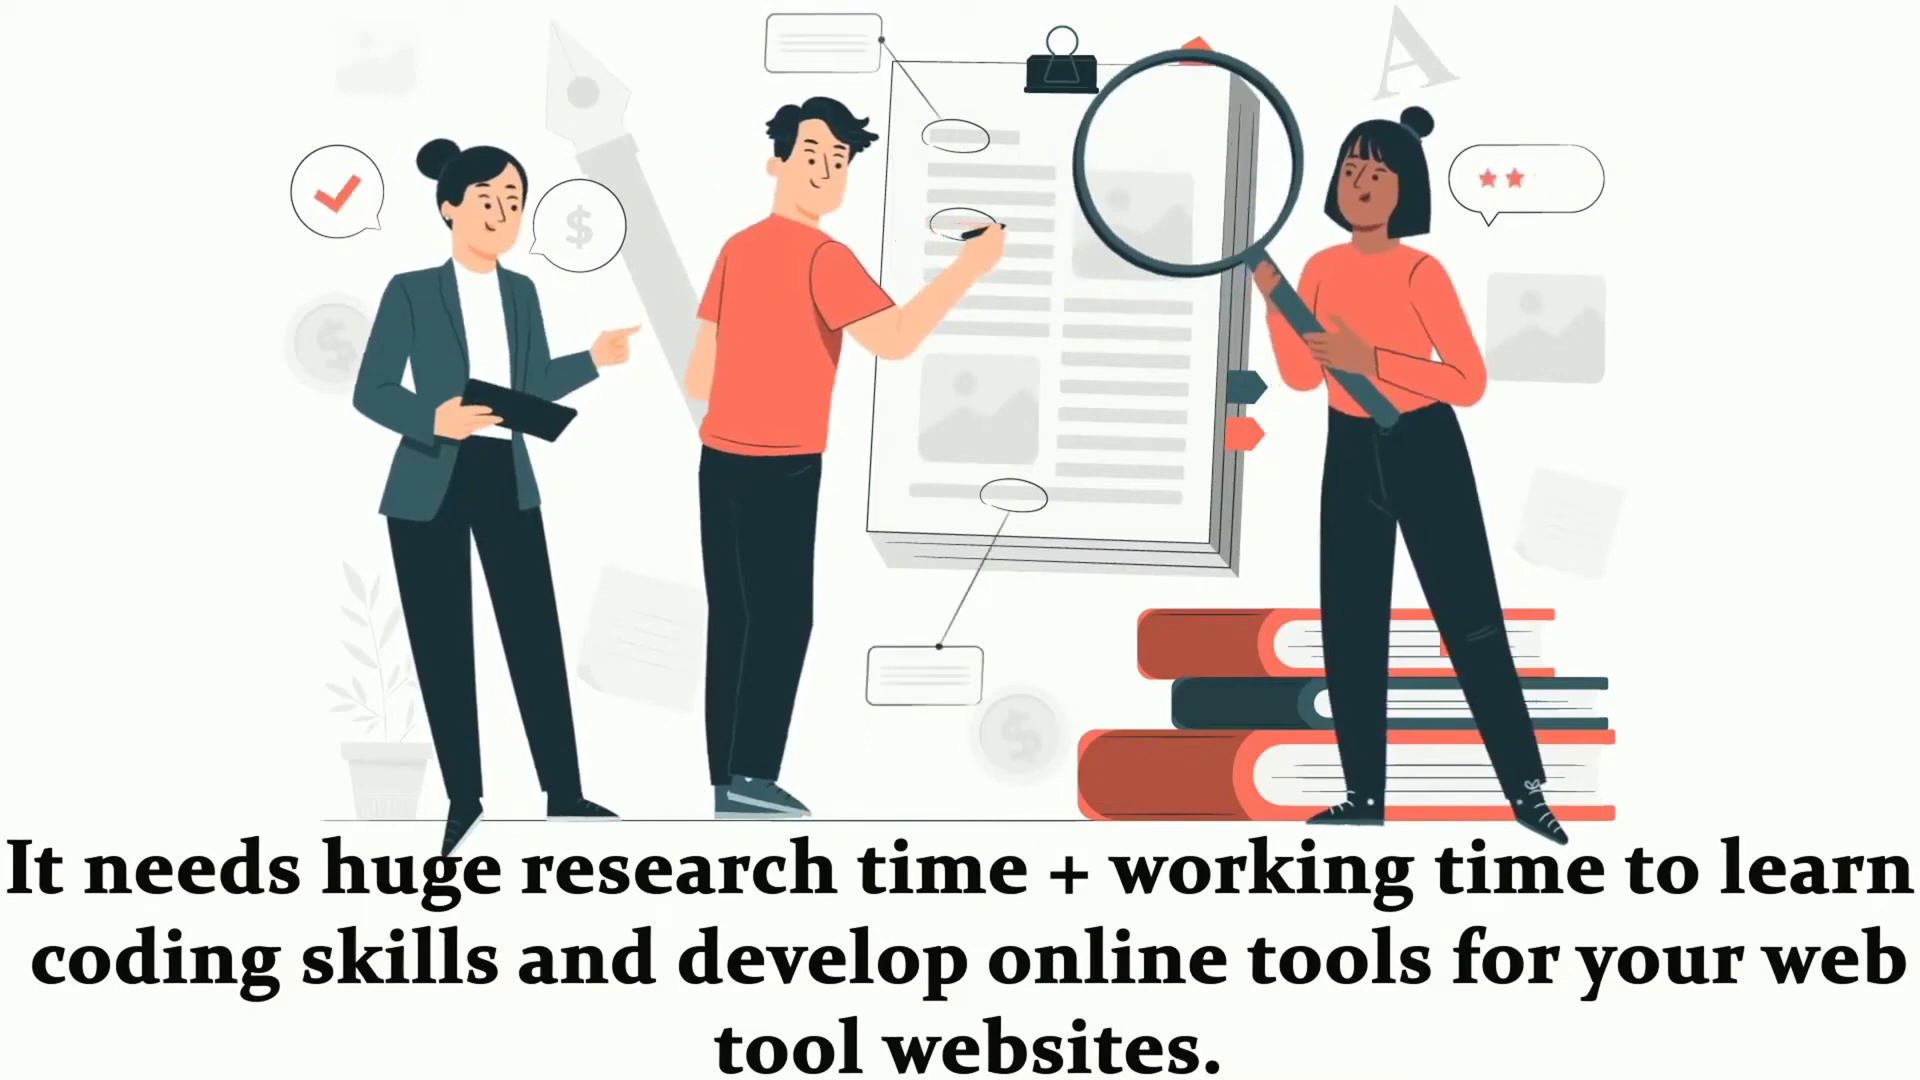 A
$
$
$
It needs huge research time + working time to learn
coding skills and develop online tools for your web
tool websites.